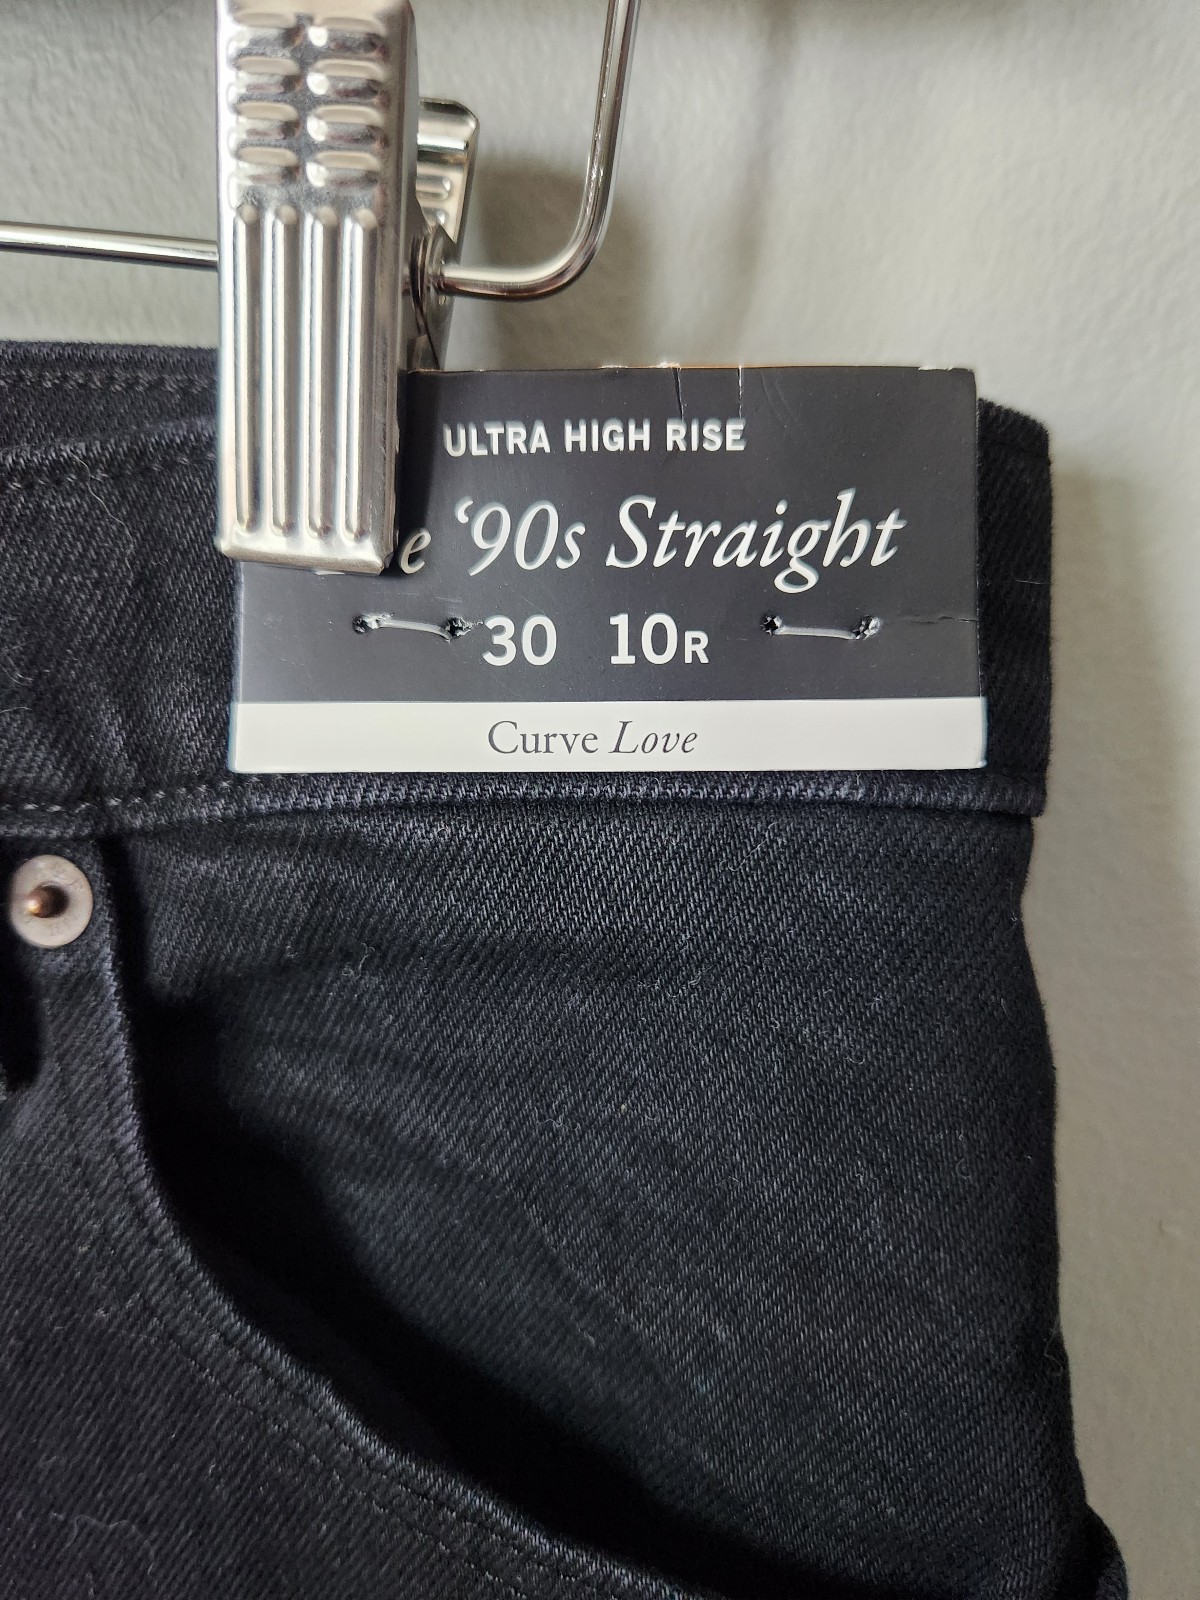 ULTRA HIGH RISE
‘90s Straight
30 10R
Curve Love